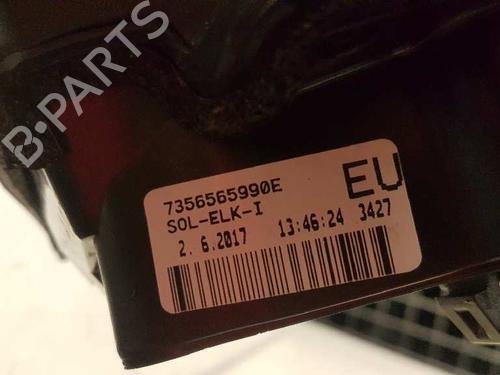 B-PARTS
7356565990E
EU
SOL-ELK-I
2. 6.2017 13:46:24 3427